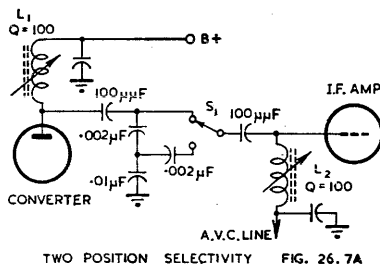 L₁
Q = 100
B+
100μμF
S₁
100μμF
I.F. AMP.
·002μF
·002μF
·01μF
L₂
Q = 100
CONVERTER
A.V.C. LINE
TWO POSITION SELECTIVITY FIG. 26.7A